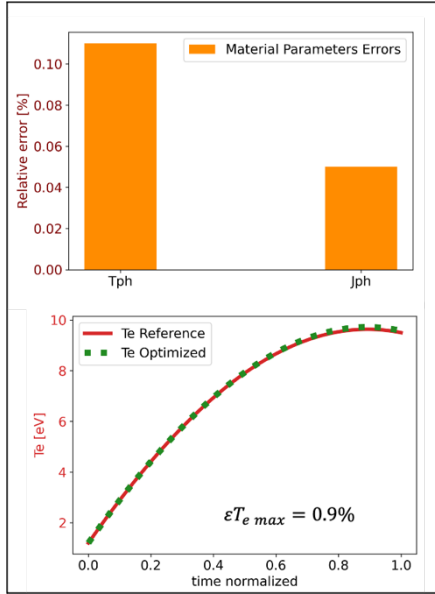 Material Parameters Errors
Relative error [%]
0.10
0.08
0.06
0.04
0.02
0.00
Tph
Jph
Te Reference
Te Optimized
Te [eV]
10
8
6
4
2
εTₑ ₘₐₓ = 0.9%
0.0
0.2
0.4
0.6
0.8
1.0
time normalized